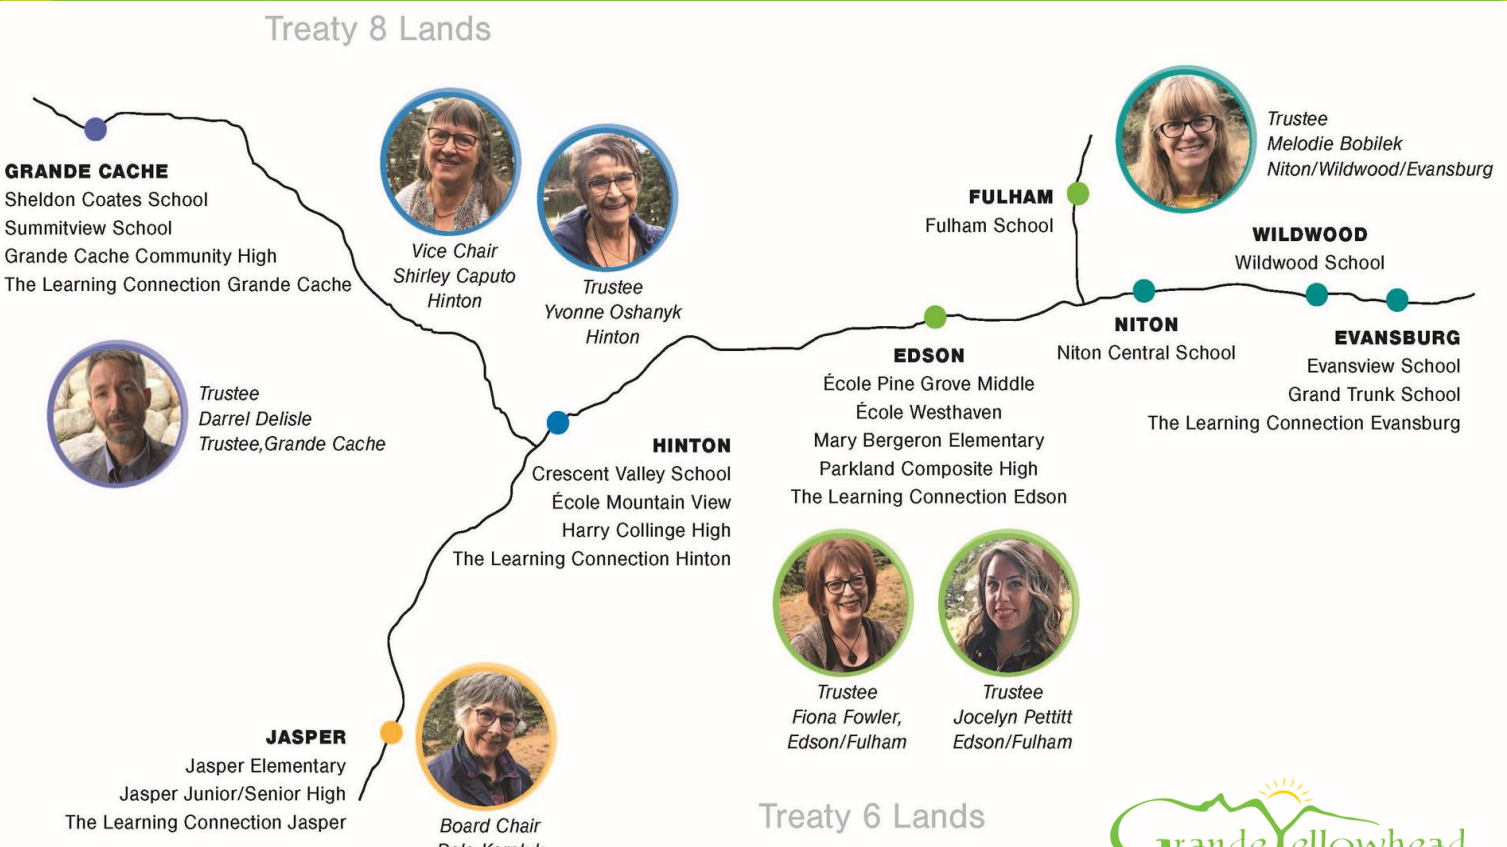 Treaty 8 Lands
GRANDE CACHE
Sheldon Coates School
Summitview School
Grande Cache Community High
The Learning Connection Grande Cache
Vice Chair
Shirley Caputo
Hinton
Trustee
Yvonne Oshanyk
Hinton
Trustee
Melodie Bobilek
Niton/Wildwood/Evansburg
FULHAM
Fulham School
WILDWOOD
Wildwood School
NITON
Niton Central School
EVANSBURG
Evansview School
Grand Trunk School
The Learning Connection Evansburg
EDSON
École Pine Grove Middle
École Westhaven
Mary Bergeron Elementary
Parkland Composite High
The Learning Connection Edson
Trustee
Darrel Delisle
Trustee,Grande Cache
HINTON
Crescent Valley School
École Mountain View
Harry Collinge High
The Learning Connection Hinton
Trustee
Fiona Fowler,
Edson/Fulham
Trustee
Jocelyn Pettitt
Edson/Fulham
JASPER
Jasper Elementary
Jasper Junior/Senior High
The Learning Connection Jasper
Board Chair
Treaty 6 Lands
Grande Yellowhead